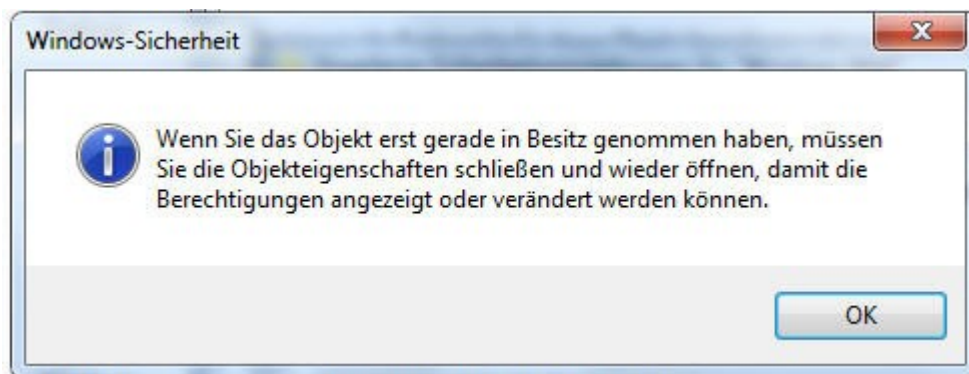 Windows-Sicherheit
Wenn Sie das Objekt erst gerade in Besitz genommen haben, müssen
Sie die Objekteigenschaften schließen und wieder öffnen, damit die
Berechtigungen angezeigt oder verändert werden können.
OK